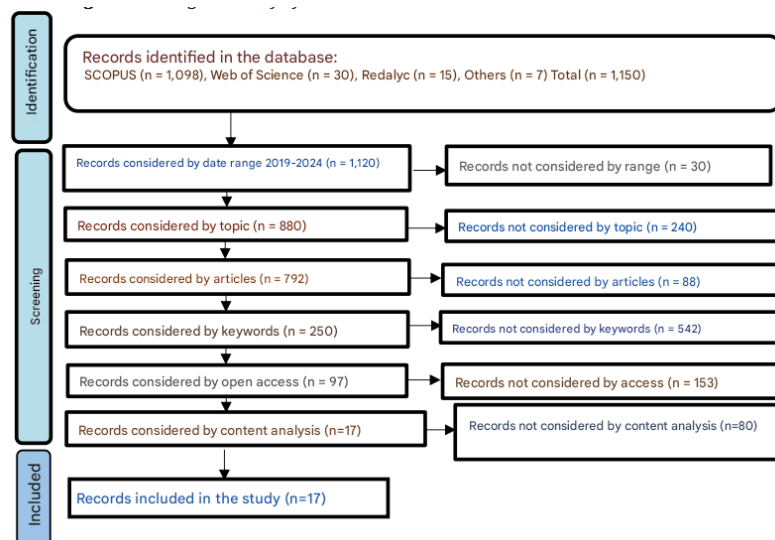 Identification
Records identified in the database:
SCOPUS (n = 1,098), Web of Science (n = 30), Redalyc (n = 15), Others (n = 7) Total (n = 1,150)
Screening
Records considered by date range 2019-2024 (n = 1,120)
Records not considered by range (n = 30)
Records considered by topic (n = 880)
Records not considered by topic (n = 240)
Records considered by articles (n = 792)
Records not considered by articles (n = 88)
Records considered by keywords (n = 250)
Records not considered by keywords (n = 542)
Records considered by open access (n = 97)
Records not considered by access (n = 153)
Records considered by content analysis (n=17)
Records not considered by content analysis (n=80)
Included
Records included in the study (n=17)